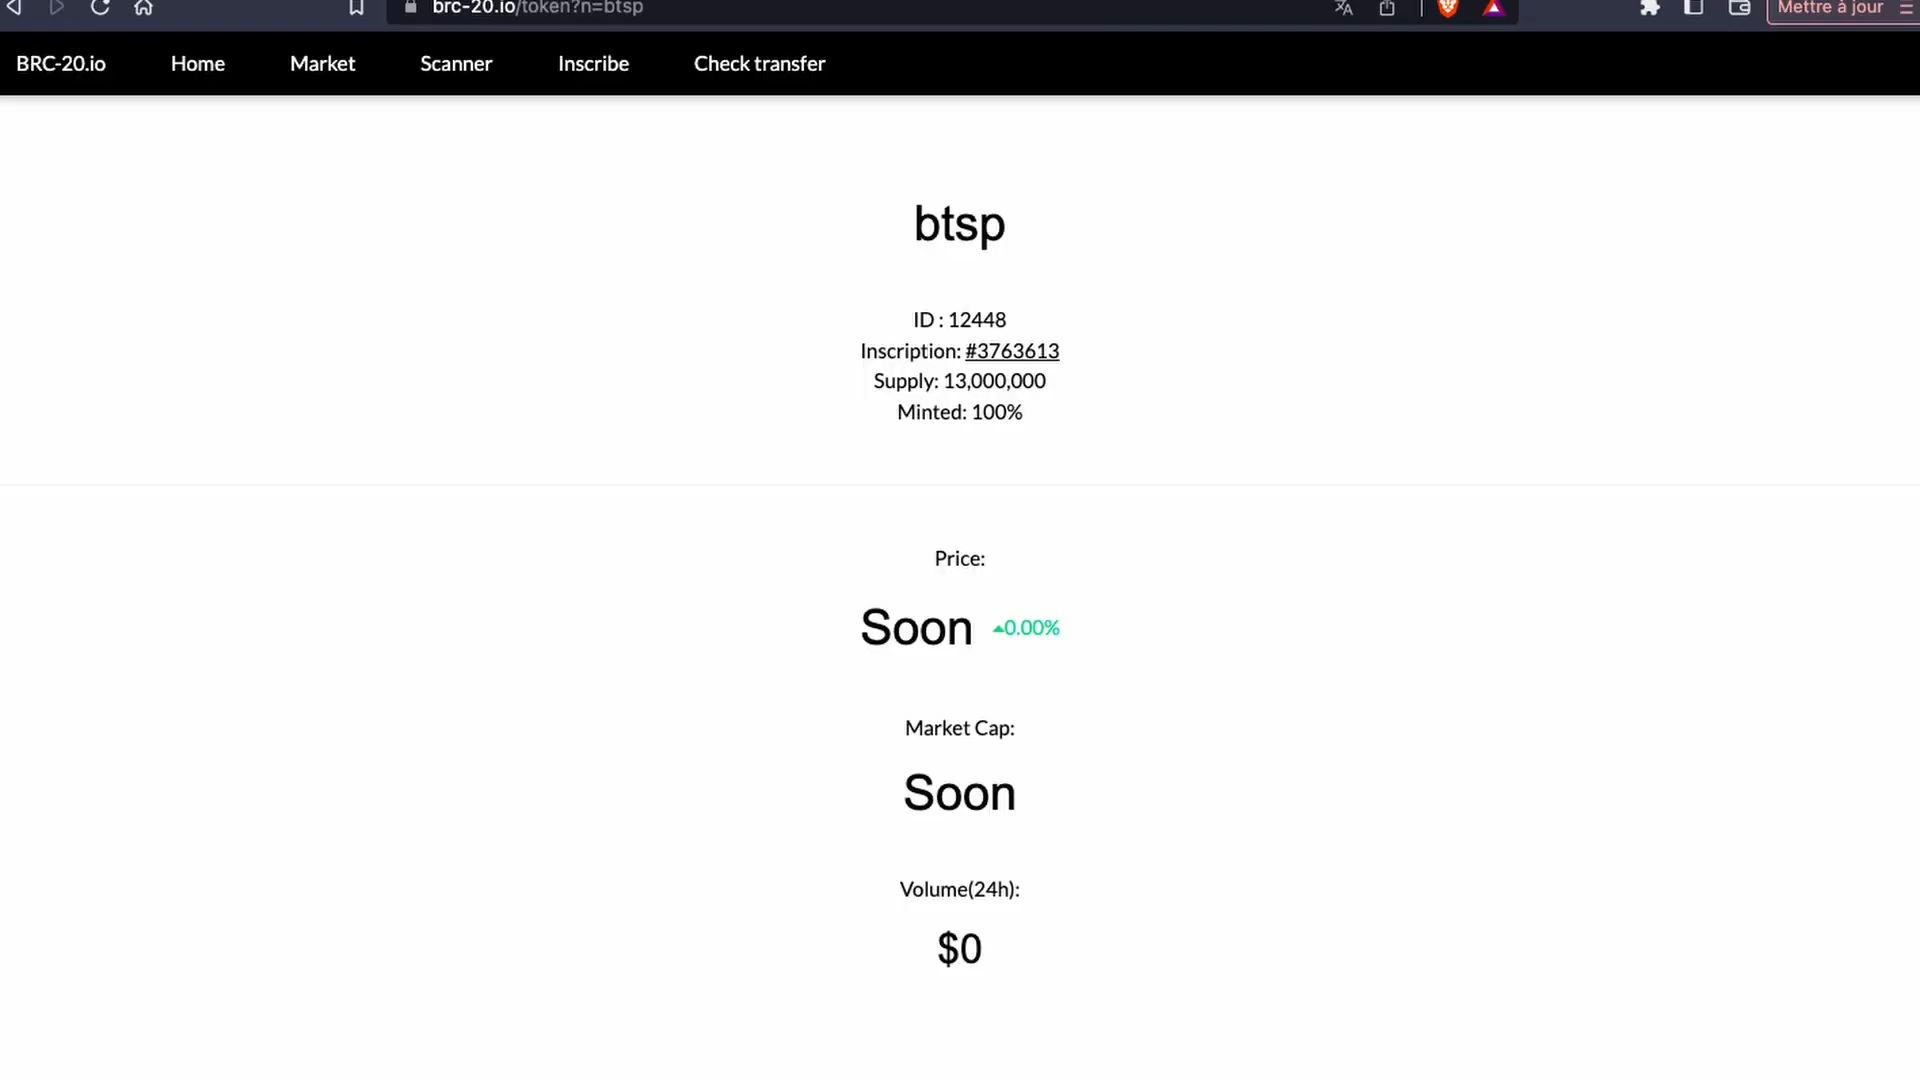 brc-20.io/token?n=btsp
Mettre à jour
BRC-20.io Home Market Scanner Inscribe Check transfer
btsp
ID : 12448
Inscription: #3763613
Supply: 13,000,000
Minted: 100%
Price:
Soon 0.00%
Market Cap:
Soon
Volume(24h):
$0